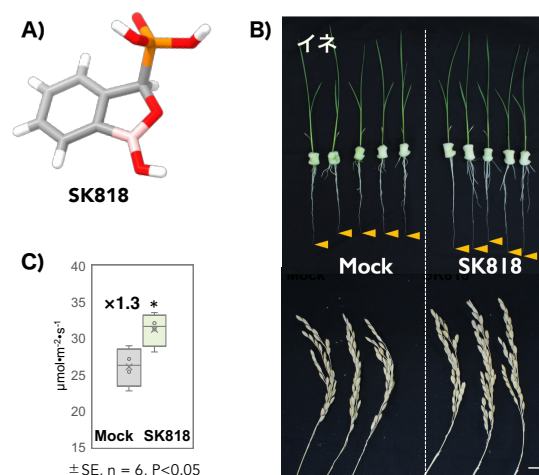 A)
SK818
B)
イネ
Mock
SK818
C)
40
35
30
25
20
15
μmol•m⁻²•s⁻¹
×1.3
*
Mock
SK818
±SE, n = 6, P<0.05